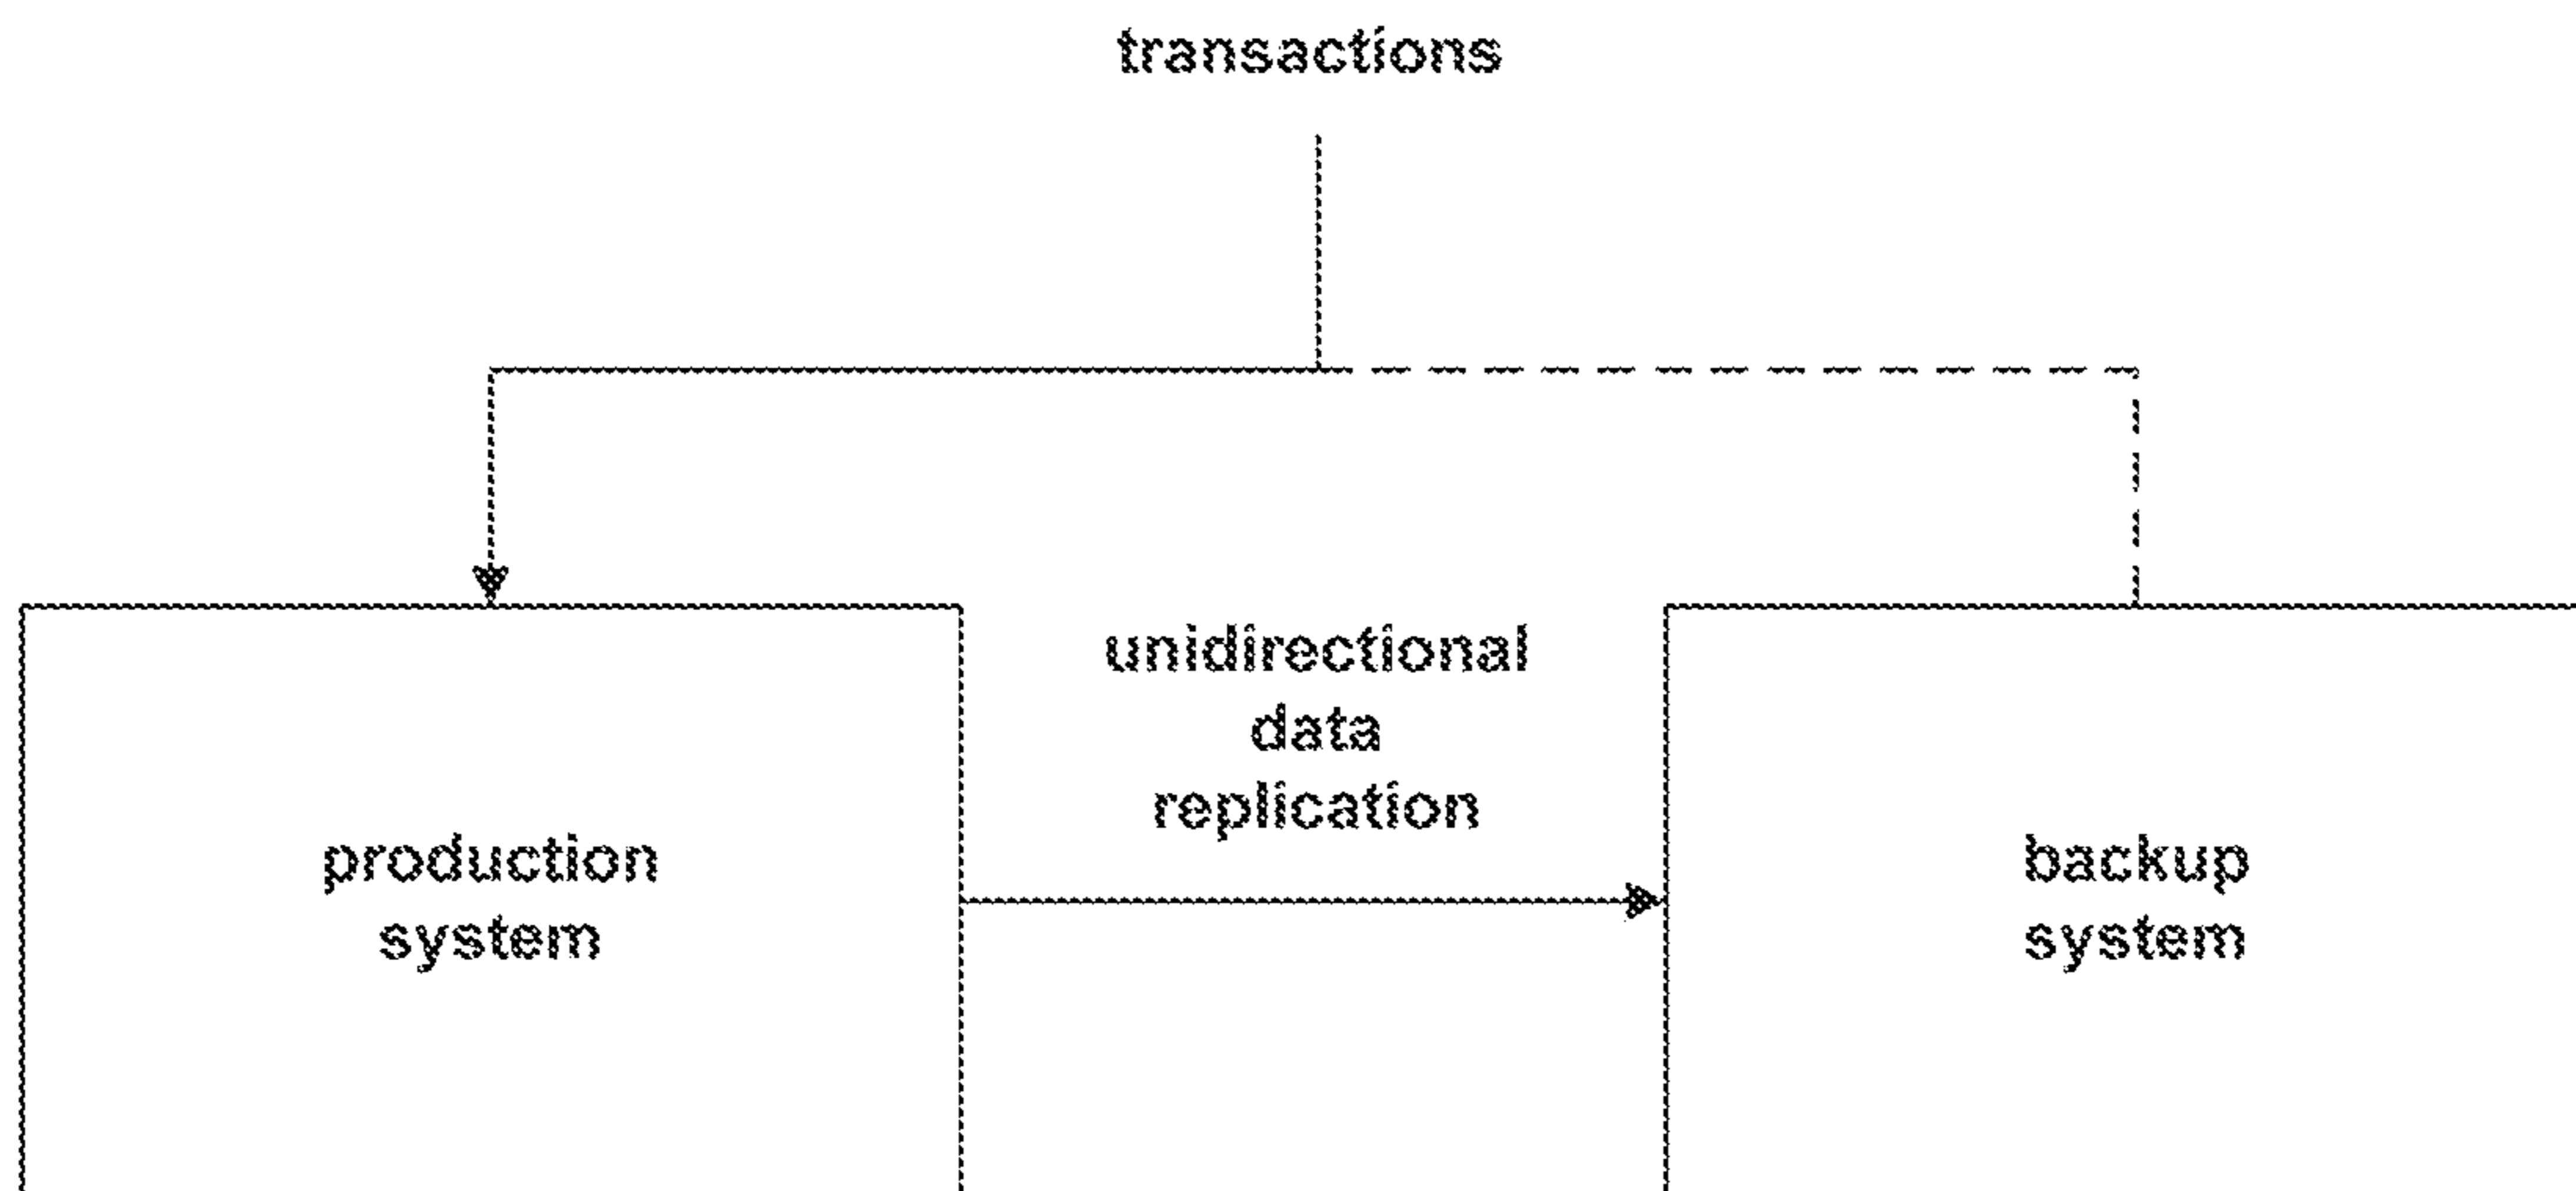 transactions
unidirectional
data
replication
production
system
backup
system